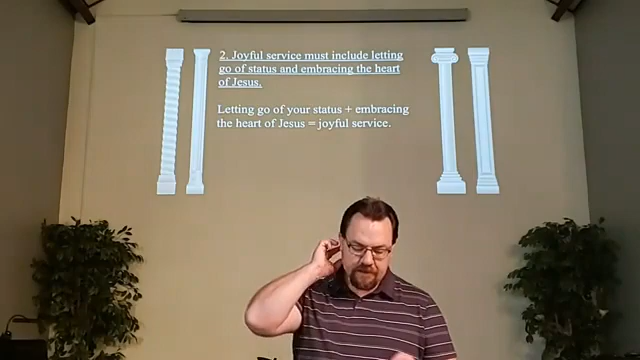 2. Joyful service must include letting
go of status and embracing the heart
of Jesus.
Letting go of your status + embracing
the heart of Jesus = joyful service.